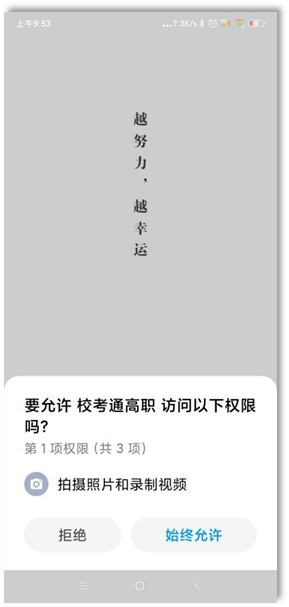 上午9:53
...7.3K/s
越努力，越幸运
要允许 校考通高职 访问以下权限
吗？
第 1 项权限 (共 3 项)
拍摄照片和录制视频
拒绝
始终允许